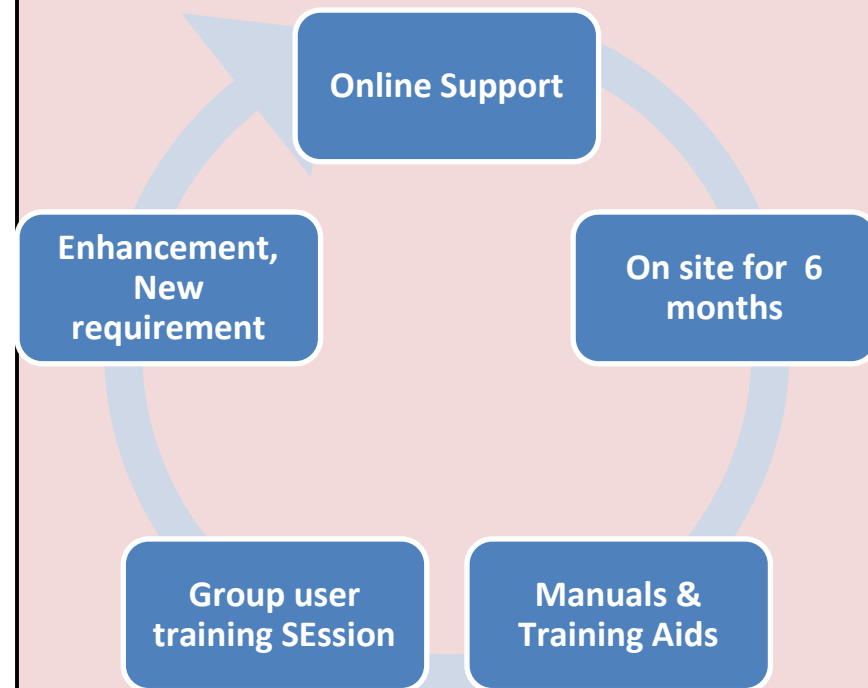 Online Support
On site for 6
months
Manuals &
Training Aids
Group user
training SEssion
Enhancement,
New
requirement